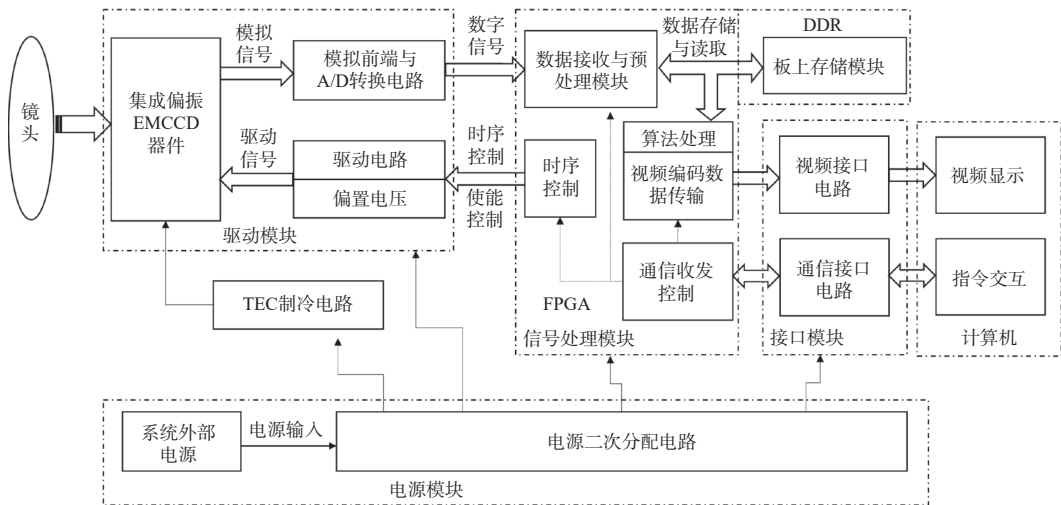 镜
头
集成偏振
EMCCD
器件
模拟
信号
模拟前端与
A/D转换电路
数字
信号
数据接收与预
处理模块
数据存储
与读取
DDR
板上存储模块
驱动
信号
驱动电路
偏置电压
时序
控制
使能
控制
时序
控制
算法处理
视频编码数
据传输
视频接口
电路
视频显示
驱动模块
通信收发
控制
通信接口
电路
指令交互
FPGA
信号处理模块
接口模块
计算机
TEC制冷电路
系统外部
电源
电源输入
电源二次分配电路
电源模块